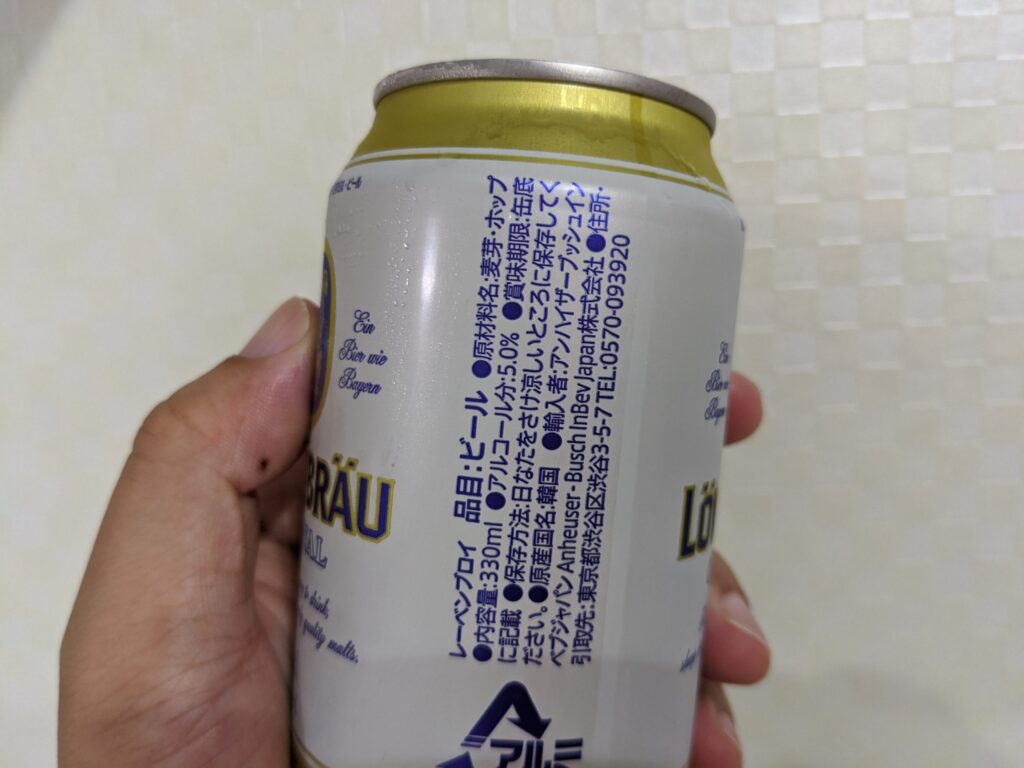 Ein
Bier wie
Bayern
BRÄU
レーベンブロイ 品目:ビール ●原材料名:麦芽・ホップ
●内容量:330ml ●アルコール分:5.0% ●賞味期限:缶底
に記載 ●保存方法:日なたをさけ涼しいところに保存してく
ださい。●原産国名:韓国 ●輸入者:アンハイザーブッシュイン
ベブジャパン Anheuser-Busch InBev Japan株式会社 ●住所・
引取先:東京都渋谷区渋谷3-5-7 TEL:0570-093920
to drink,
quality malts.
アルミ
LÖ